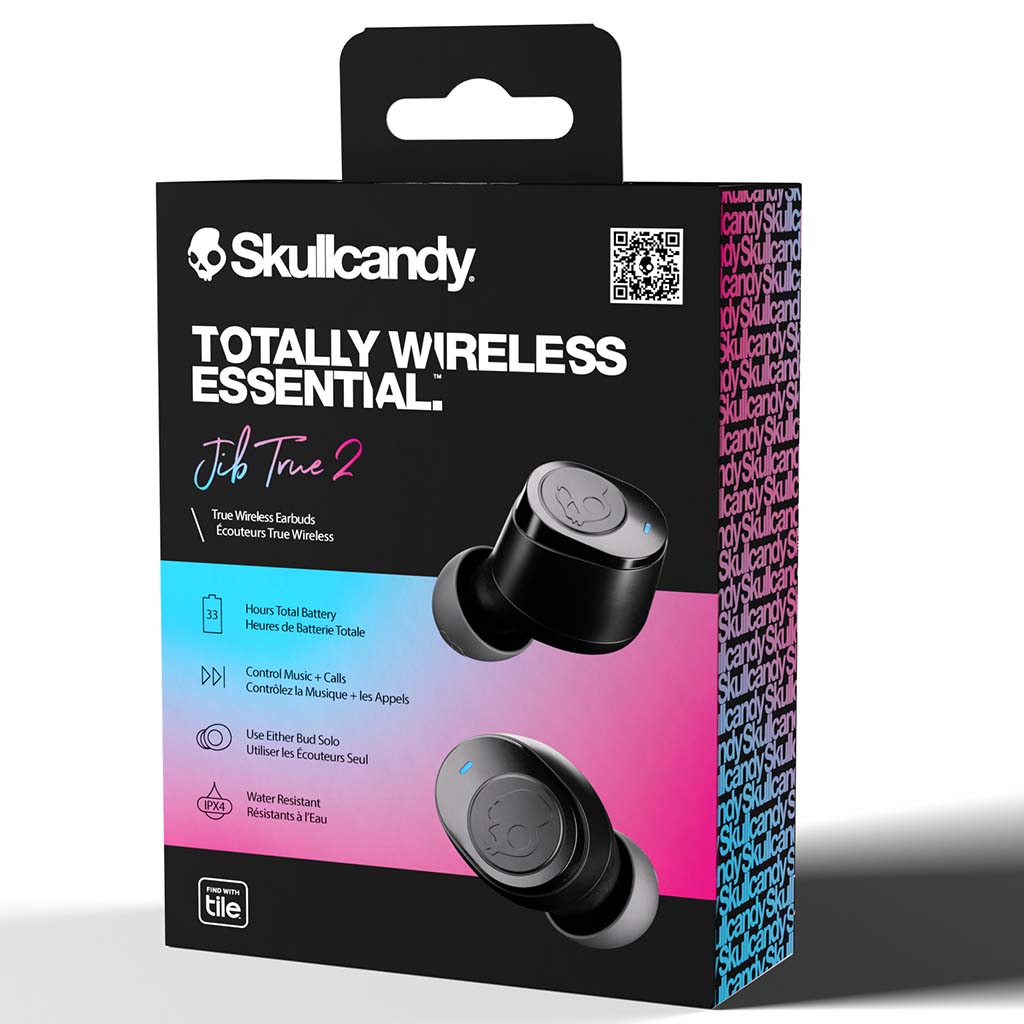 Skullcandy®
TOTALLY WIRELESS
ESSENTIAL.™
Jib True 2
True Wireless Earbuds
Écouteurs True Wireless
33
Hours Total Battery
Heures de Batterie Totale
Control Music + Calls
Contrôlez la Musique + les Appels
Use Either Bud Solo
Utiliser les Écouteurs Seul
IPX4
Water Resistant
Résistants à l'Eau
FIND WITH
tile
Skullcandy